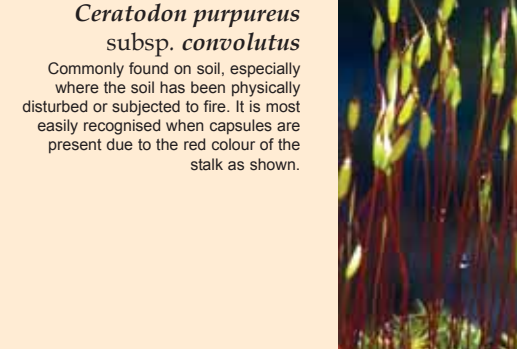 Ceratodon purpureus
subsp. convolutus
Commonly found on soil, especially
where the soil has been physically
disturbed or subjected to fire. It is most
easily recognised when capsules are
present due to the red colour of the
stalk as shown.